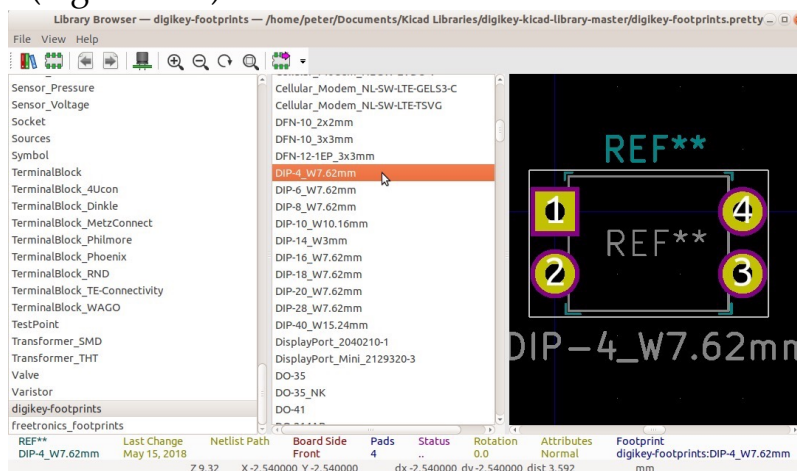 Library Browser — digikey-footprints — /home/peter/Documents/Kicad Libraries/digikey-kicad-library-master/digikey-footprints.pretty
File View Help
Sensor_Pressure
Sensor_Voltage
Socket
Sources
Symbol
TerminalBlock
TerminalBlock_4Ucon
TerminalBlock_Dinkle
TerminalBlock_MetzConnect
TerminalBlock_Philmore
TerminalBlock_Phoenix
TerminalBlock_RND
TerminalBlock_TE-Connectivity
TerminalBlock_WAGO
TestPoint
Transformer_SMD
Transformer_THT
Valve
Varistor
digikey-footprints
freetronics_footprints
Cellular_Modem_NL-SW-LTE-GELS3-C
Cellular_Modem_NL-SW-LTE-TSVG
DFN-10_2x2mm
DFN-10_3x3mm
DFN-12-1EP_3x3mm
DIP-4_W7.62mm
DIP-6_W7.62mm
DIP-8_W7.62mm
DIP-10_W10.16mm
DIP-14_W3mm
DIP-16_W7.62mm
DIP-18_W7.62mm
DIP-20_W7.62mm
DIP-28_W7.62mm
DIP-40_W15.24mm
DisplayPort_2040210-1
DisplayPort_Mini_2129320-3
DO-35
DO-35_NK
DO-41
REF**
1 4
REF**
2 3
DIP-4_W7.62mm
REF** Last Change Netlist Path Board Side Pads Status Rotation Attributes Footprint
DIP-4_W7.62mm May 15, 2018 Front 4 .. 0.0 Normal digikey-footprints:DIP-4_W7.62mm
Z 9.32 X -2.540000 Y -2.540000 dx -2.540000 dy -2.540000 dist 3.592 mm